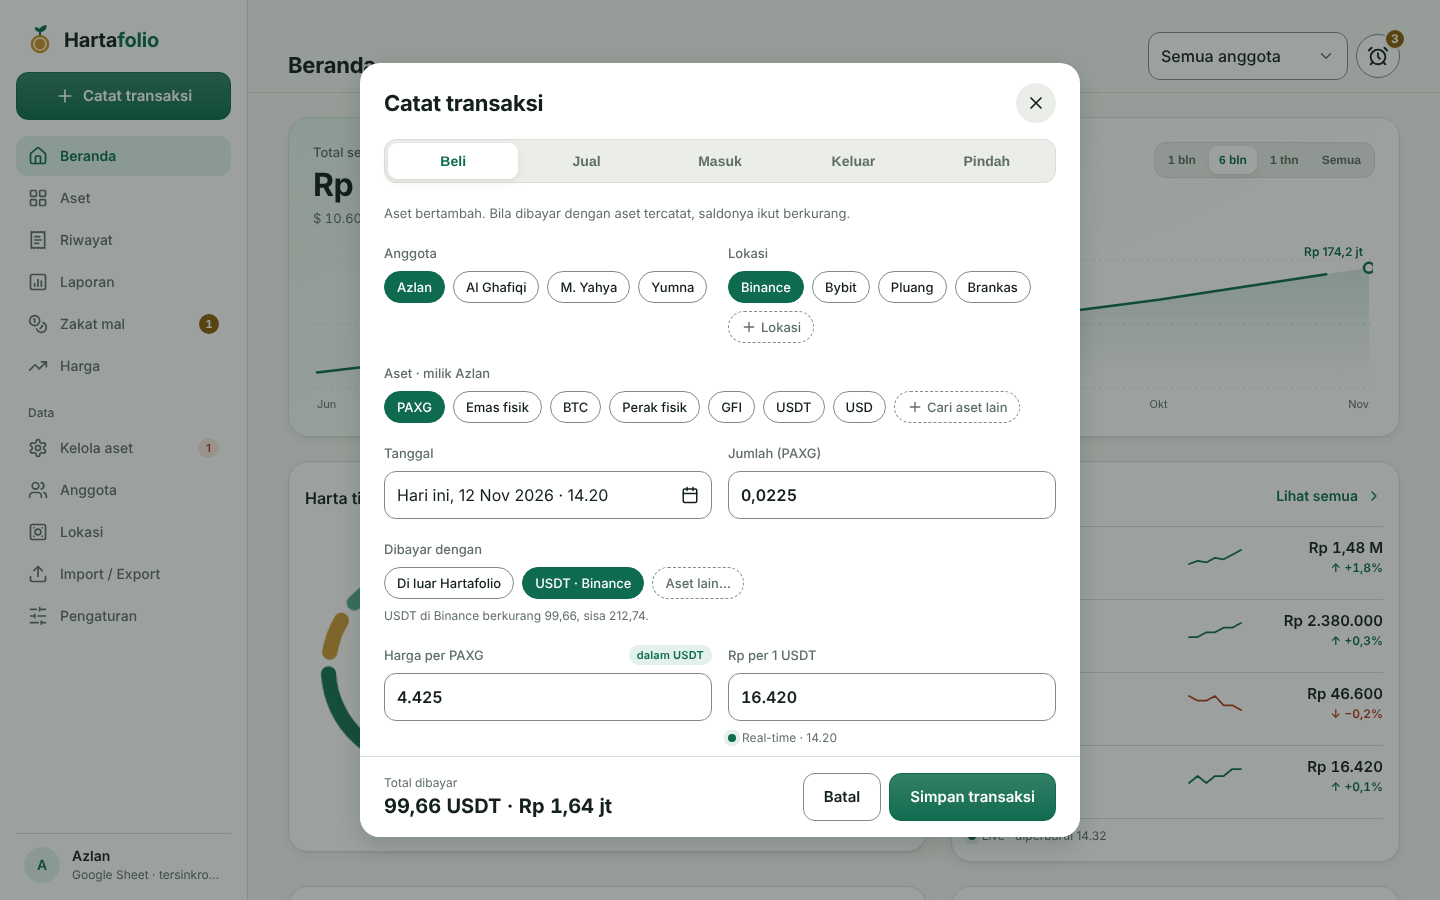 Hartafolio
Catat transaksi
Beranda
Aset
Riwayat
Laporan
Zakat mal
1
Harga
Data
Kelola aset
1
Anggota
Lokasi
Import / Export
Pengaturan
A
Azlan
Google Sheet · tersinkro...
Beranda
Semua anggota
3
Total se
Rp
$ 10.60
1 bln
6 bln
1 thn
Semua
Rp 174,2 jt
Jun
Okt
Nov
Harta ti
Lihat semua
Rp 1,48 M
↑ +1,8%
Rp 2.380.000
↑ +0,3%
Rp 46.600
↓ −0,2%
Rp 16.420
↑ +0,1%
Live · diperbarui 14.32
Catat transaksi
Beli
Jual
Masuk
Keluar
Pindah
Aset bertambah. Bila dibayar dengan aset tercatat, saldonya ikut berkurang.
Anggota
Azlan
Al Ghafiqi
M. Yahya
Yumna
Lokasi
Binance
Bybit
Pluang
Brankas
+ Lokasi
Aset · milik Azlan
PAXG
Emas fisik
BTC
Perak fisik
GFI
USDT
USD
+ Cari aset lain
Tanggal
Hari ini, 12 Nov 2026 · 14.20
Jumlah (PAXG)
0,0225
Dibayar dengan
Di luar Hartafolio
USDT · Binance
Aset lain...
USDT di Binance berkurang 99,66, sisa 212,74.
Harga per PAXG
dalam USDT
4.425
Rp per 1 USDT
16.420
Real-time · 14.20
Total dibayar
99,66 USDT · Rp 1,64 jt
Batal
Simpan transaksi